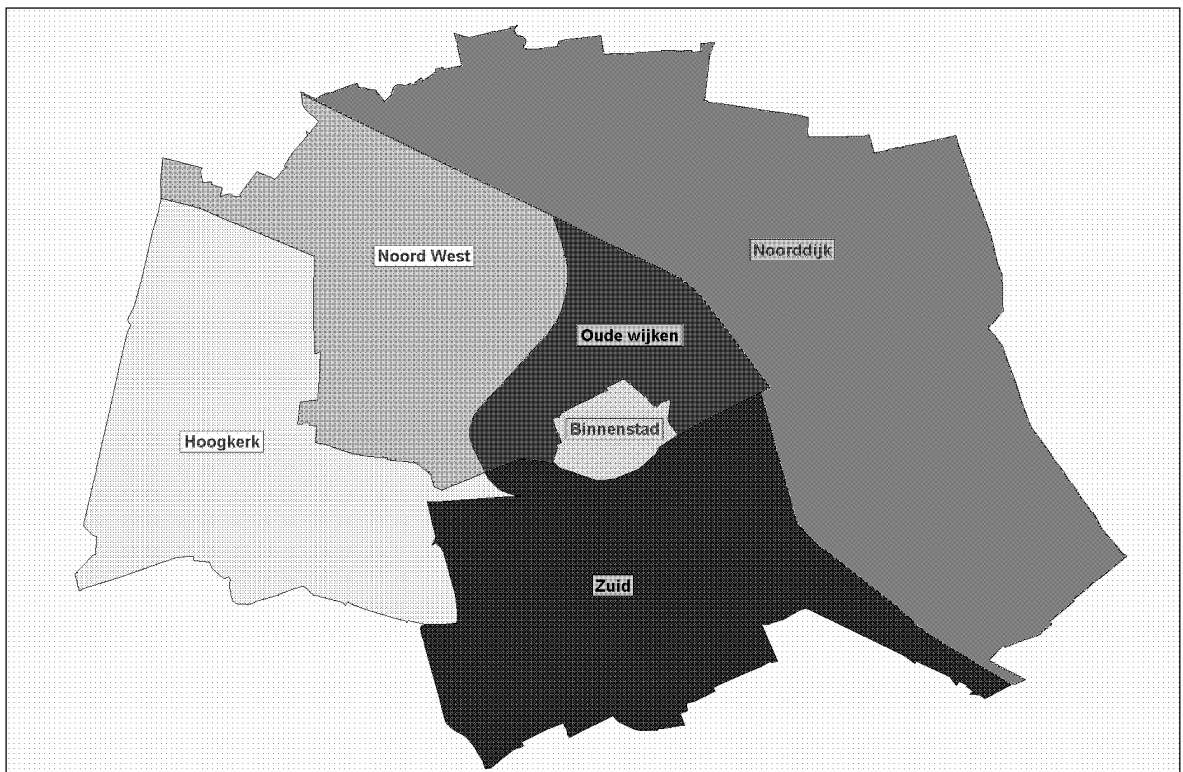 Noorddijk
Noord West
Oude wijken
Binnenstad
Hoogkerk
Zuid